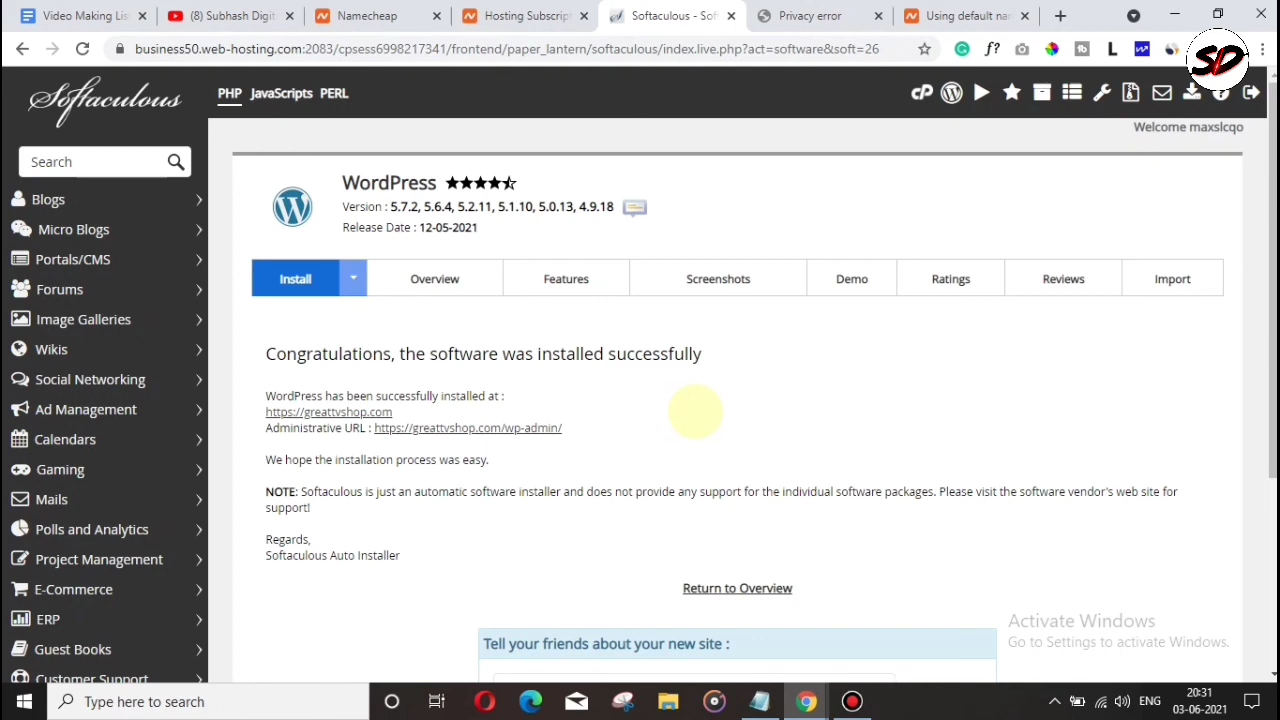 Video Making Lis
(8) Subhash Digit
Namecheap
Hosting Subscrip
Softaculous - Sof
Privacy error
Using default nam
business50.web-hosting.com:2083/cpsess6998217341/frontend/paper_lantern/softaculous/index.live.php?act=software&soft=26
Softaculous
PHP JavaScripts PERL
Welcome maxslcqo
Search
Blogs
Micro Blogs
Portals/CMS
Forums
Image Galleries
Wikis
Social Networking
Ad Management
Calendars
Gaming
Mails
Polls and Analytics
Project Management
E-Commerce
ERP
Guest Books
Customer Support
WordPress
Version : 5.7.2, 5.6.4, 5.2.11, 5.1.10, 5.0.13, 4.9.18
Release Date : 12-05-2021
Install Overview Features Screenshots Demo Ratings Reviews Import
Congratulations, the software was installed successfully
WordPress has been successfully installed at :
https://greattvshop.com
Administrative URL : https://greattvshop.com/wp-admin/
We hope the installation process was easy.
NOTE: Softaculous is just an automatic software installer and does not provide any support for the individual software packages. Please visit the software vendor's web site for
support!
Regards,
Softaculous Auto Installer
Return to Overview
Tell your friends about your new site :
Activate Windows
Go to Settings to activate Windows.
Type here to search
ENG
20:31
03-06-2021